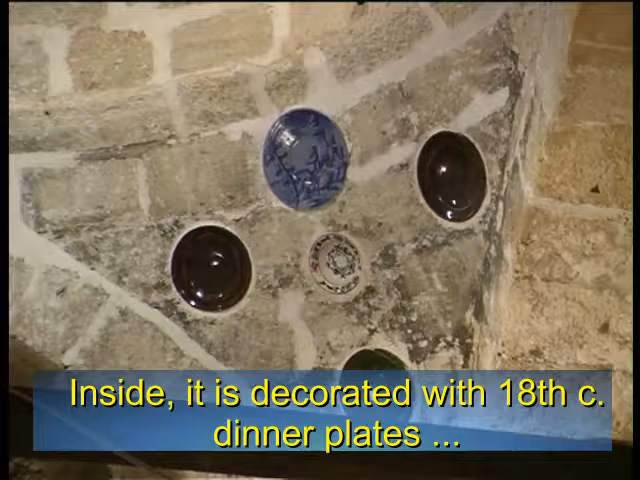 Inside, it is decorated with 18th c.
dinner plates ...